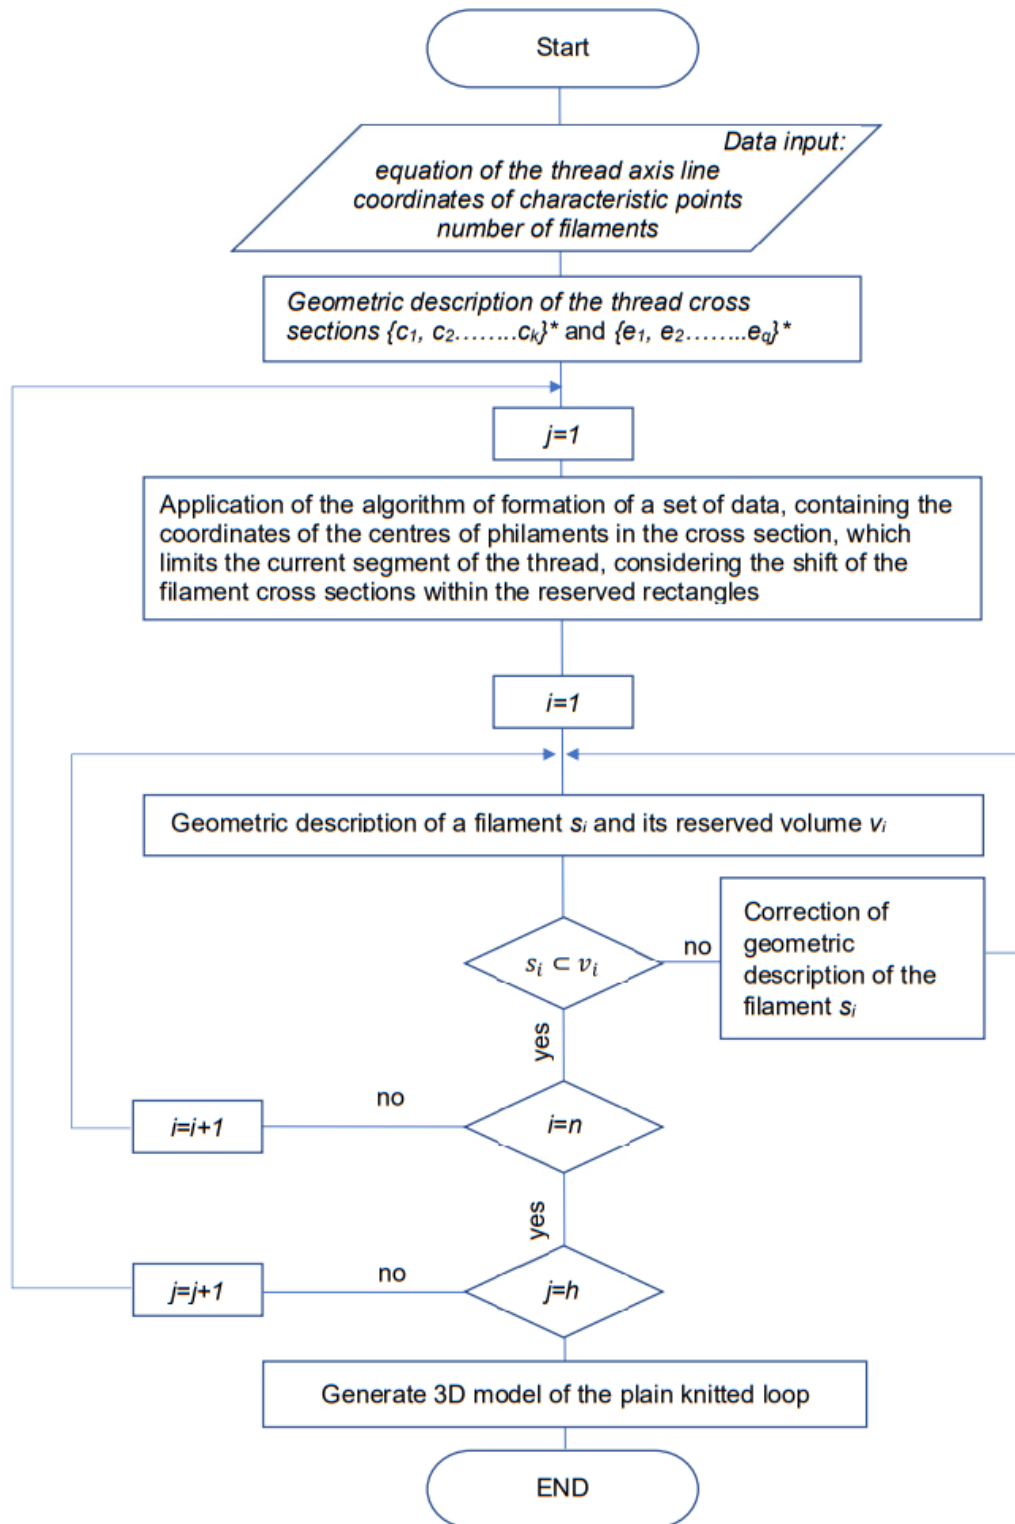 Start
Data input:
equation of the thread axis line
coordinates of characteristic points
number of filaments
Geometric description of the thread cross
sections {c₁, c₂........cₖ}* and {e₁, e₂........e_q}*
j=1
Application of the algorithm of formation of a set of data, containing the
coordinates of the centres of philaments in the cross section, which
limits the current segment of the thread, considering the shift of the
filament cross sections within the reserved rectangles
i=1
Geometric description of a filament sᵢ and its reserved volume vᵢ
sᵢ ⊂ vᵢ
no
Correction of
geometric
description of the
filament sᵢ
yes
i=n
no
i=i+1
yes
j=h
no
j=j+1
Generate 3D model of the plain knitted loop
END